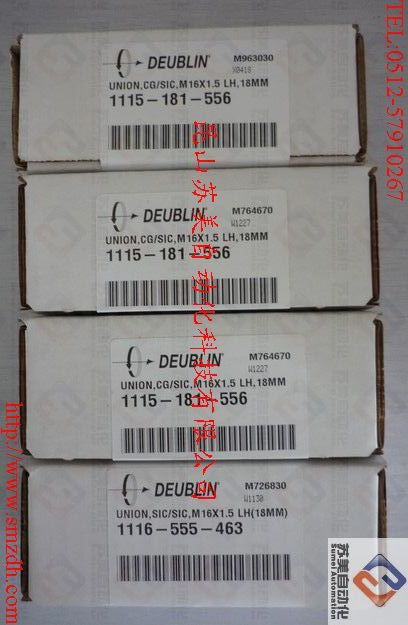 DEUBLIN
M963030
X0418
UNION,CG/SIC,M16X1.5 LH,18MM
1115-181-556
DEUBLIN
M764670
W1227
UNION,CG/SIC,M16X1.5 LH,18MM
1115-181-556
DEUBLIN
M764670
W1227
UNION,CG/SIC,M16X1.5 LH,18MM
1115-181-556
DEUBLIN
M726830
W1130
UNION,SIC/SIC,M16X1.5 LH(18MM)
1116-555-463
TEL:0512-57910267
昆山苏美自动化科技有限公司
http://www.smzdh.com
苏美自动化
Sumei Automation